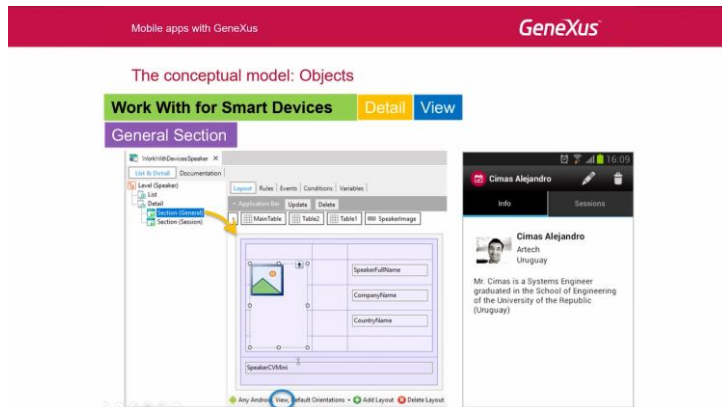 Mobile apps with GeneXus
GeneXus
The conceptual model: Objects
Work With for Smart Devices Detail View
General Section
WorkWithDevicesSpeaker X
List & Detail Documentation
Level (Speaker)
List
Detail
Section (General)
Section (Session)
Layout Rules Events Conditions Variables
Application Bar Update Delete
MainTable Table2 Table1 SpeakerImage
SpeakerFullName
CompanyName
CountryName
SpeakerCVMini
Any Android, View, Default Orientations Add Layout Delete Layout
16:09
Cimas Alejandro
Info Sessions
Cimas Alejandro
Artech
Uruguay
Mr. Cimas is a Systems Engineer
graduated in the School of Engineering
of the University of the Republic
(Uruguay)